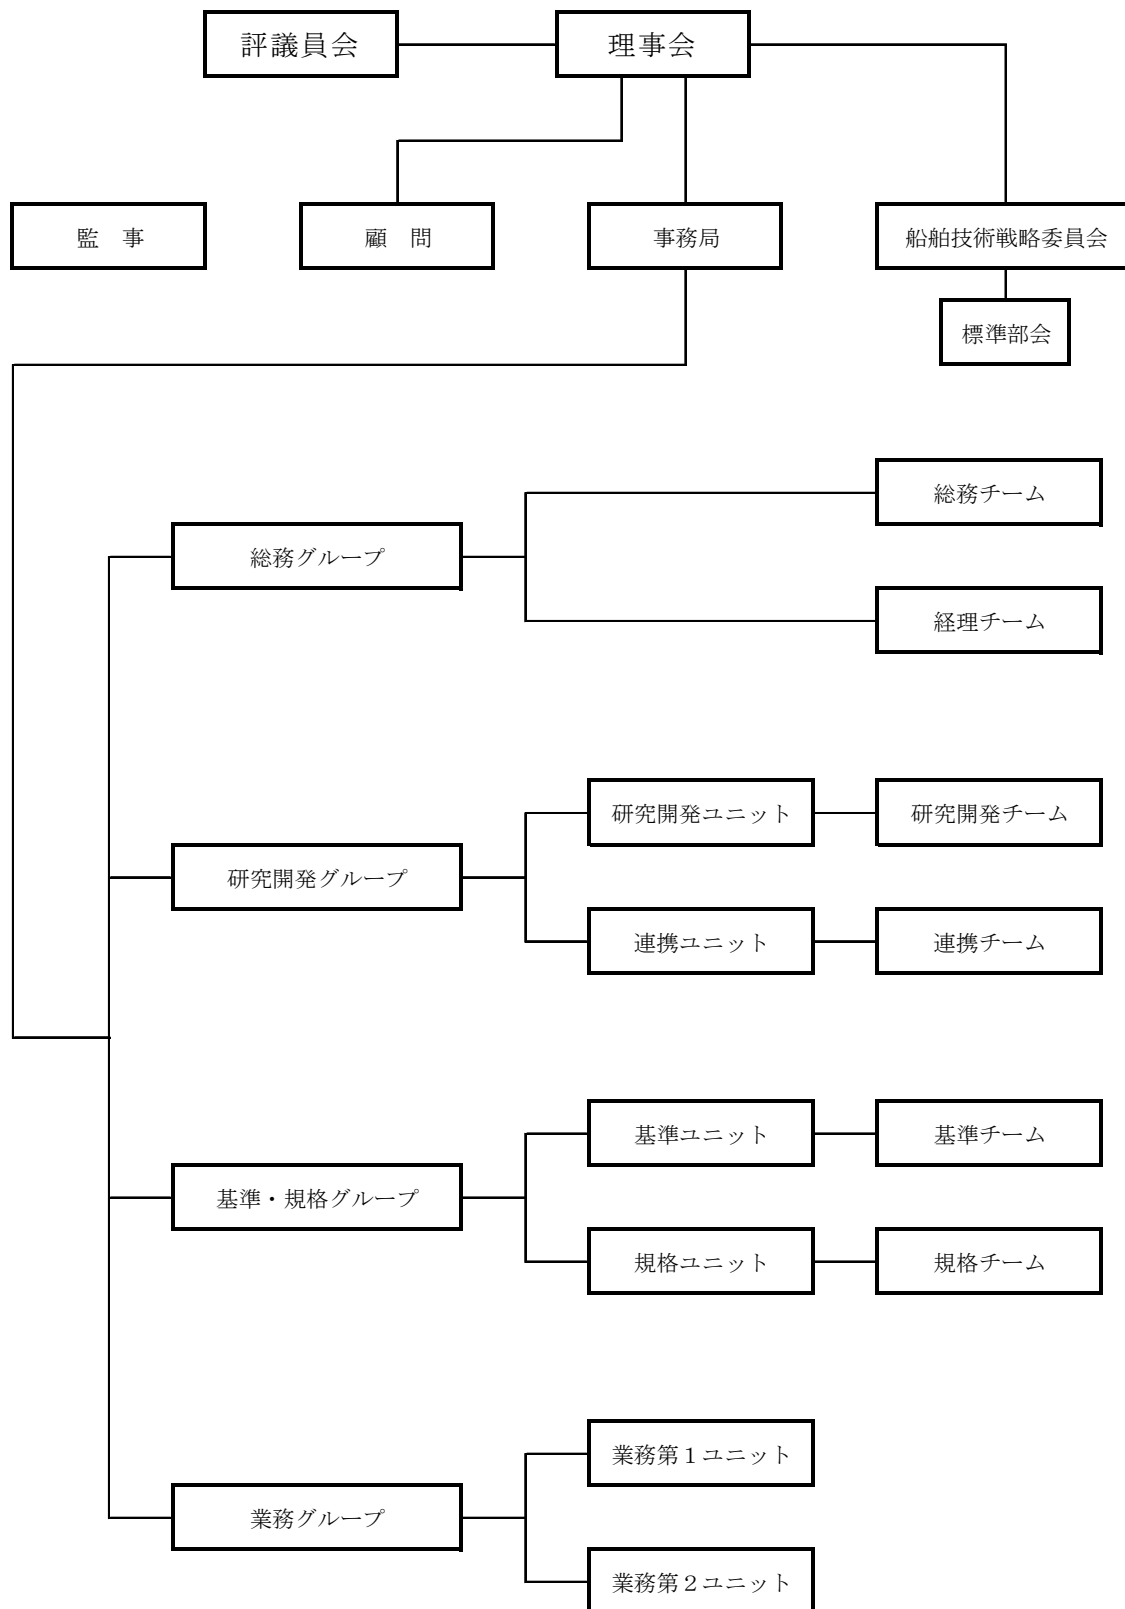 評議員会
理事会
監　事
顧　問
事務局
船舶技術戦略委員会
標準部会
総務チーム
総務グループ
経理チーム
研究開発ユニット
研究開発チーム
研究開発グループ
連携ユニット
連携チーム
基準ユニット
基準チーム
基準・規格グループ
規格ユニット
規格チーム
業務第１ユニット
業務グループ
業務第２ユニット